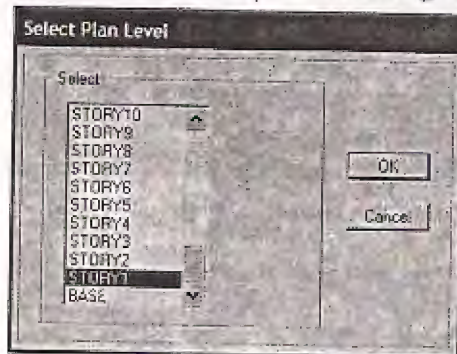 Select Plan Level
Select
STORY10
STORY9
STORY8
STORY7
STORY6
STORY5
STORY4
STORY3
STORY2
STORY1
BASE
OK
Cancel